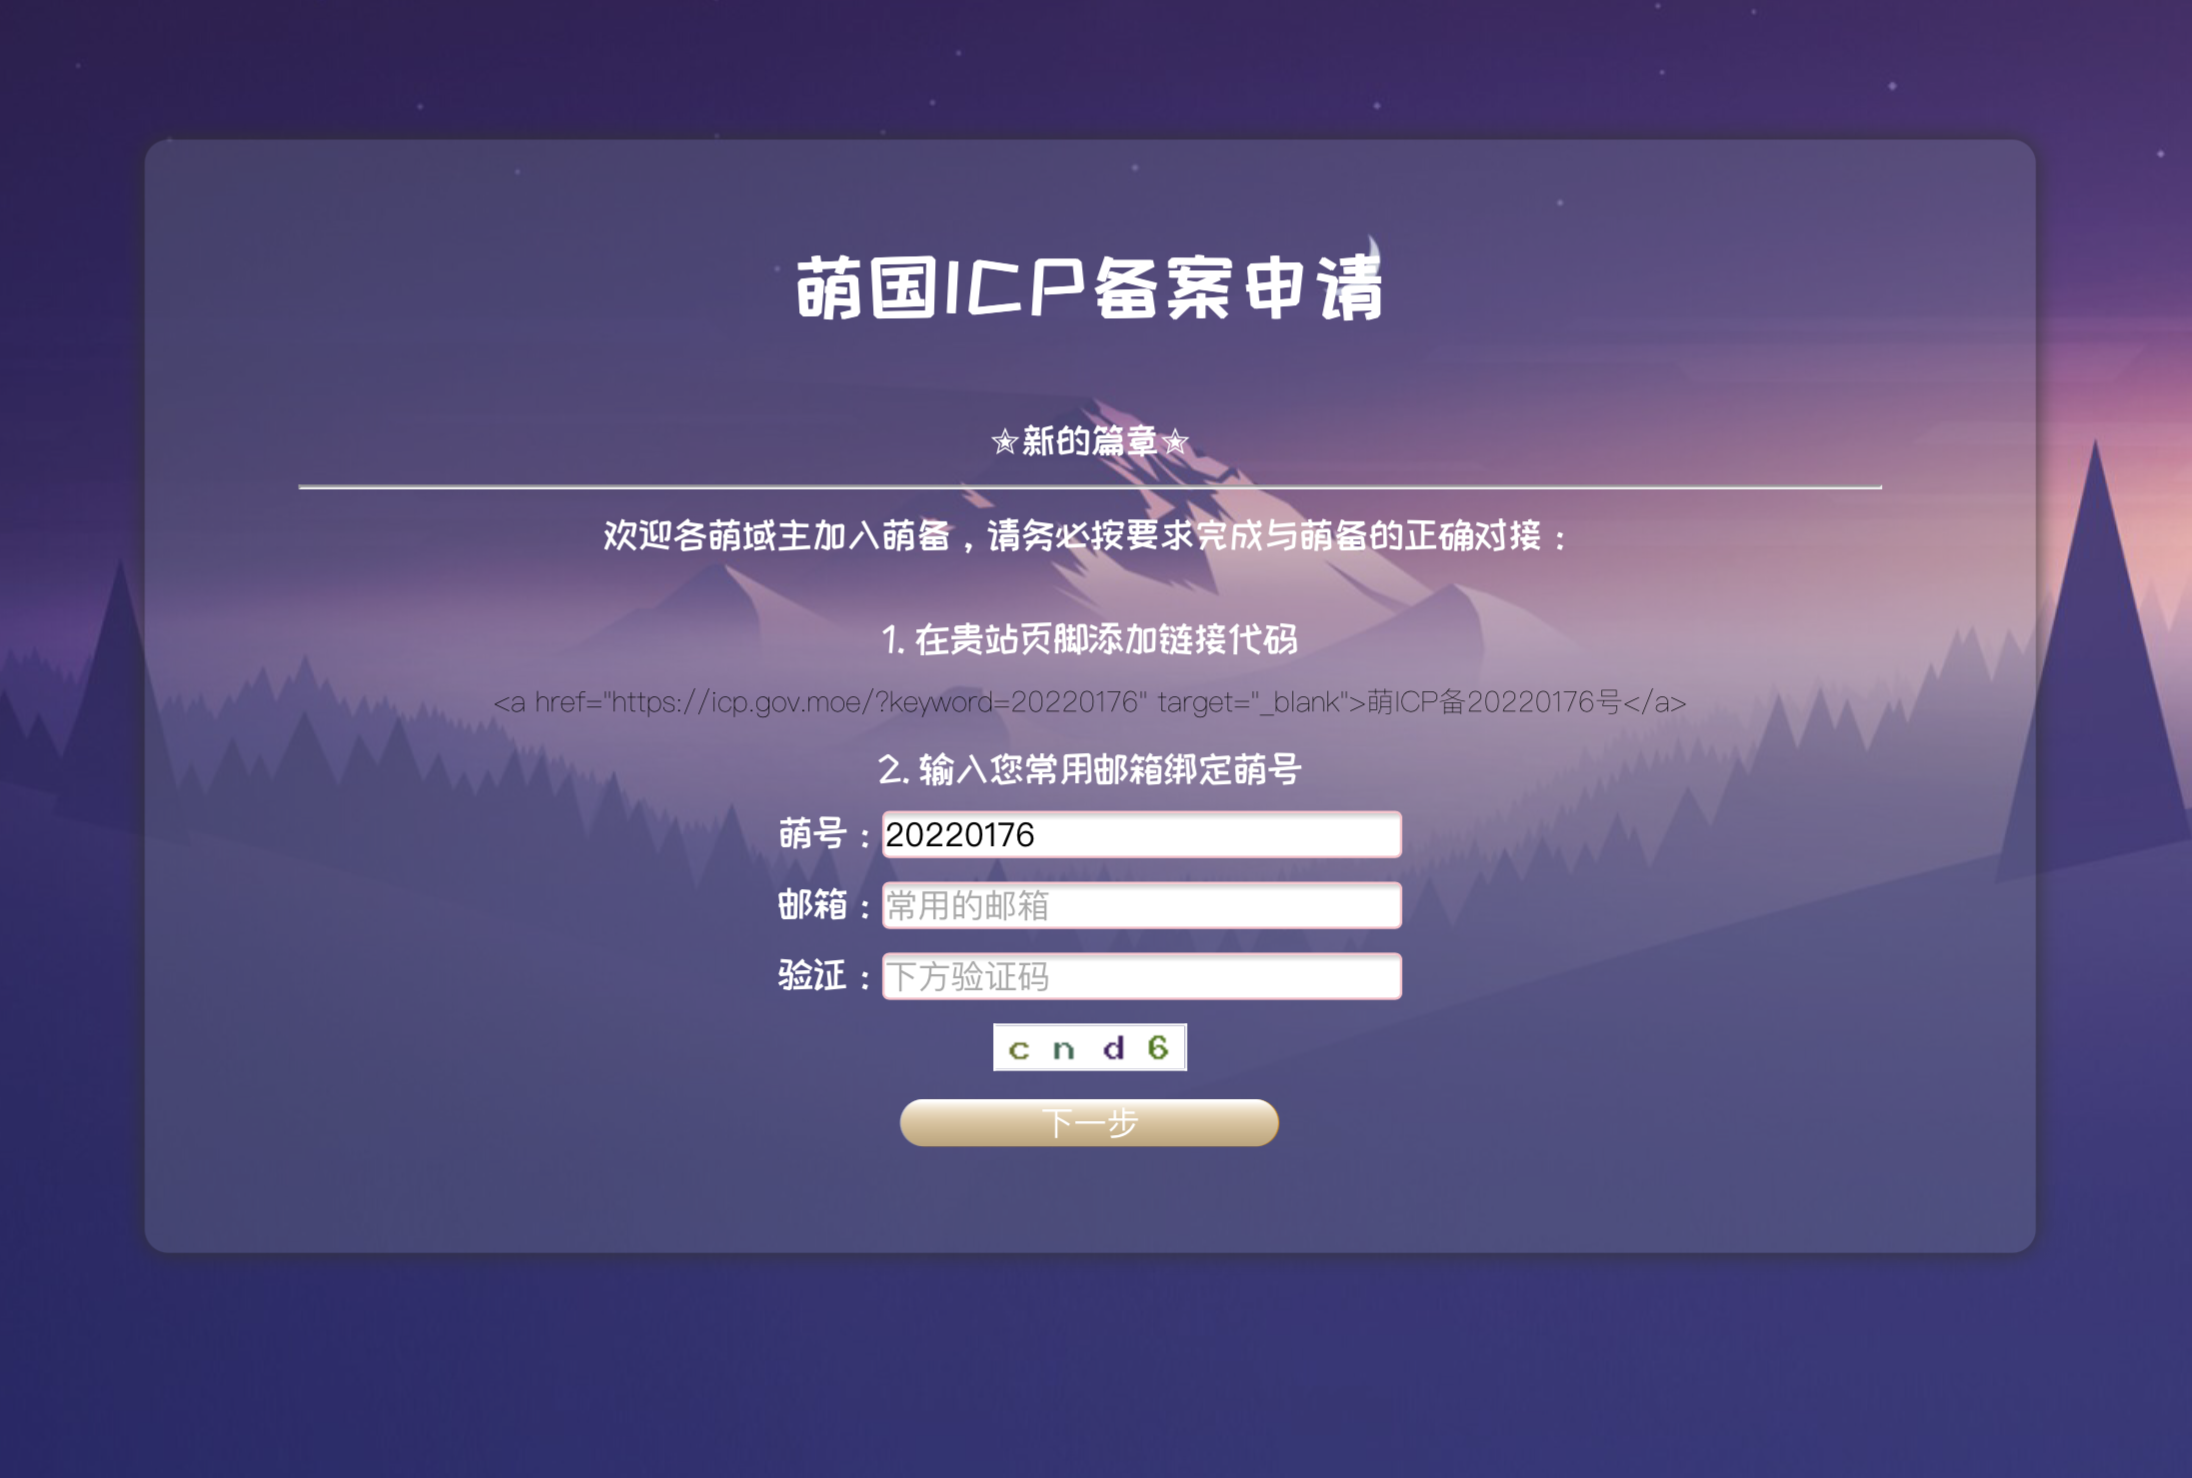 萌国ICP备案申请
✯新的篇章✯
欢迎各萌域主加入萌备，请务必按要求完成与萌备的正确对接：
1. 在贵站页脚添加链接代码
<a href="https://icp.gov.moe/?keyword=20220176" target="_blank">萌ICP备20220176号</a>
2. 输入您常用邮箱绑定萌号
萌号：20220176
邮箱：常用的邮箱
验证：下方验证码
c n d 6
下一步